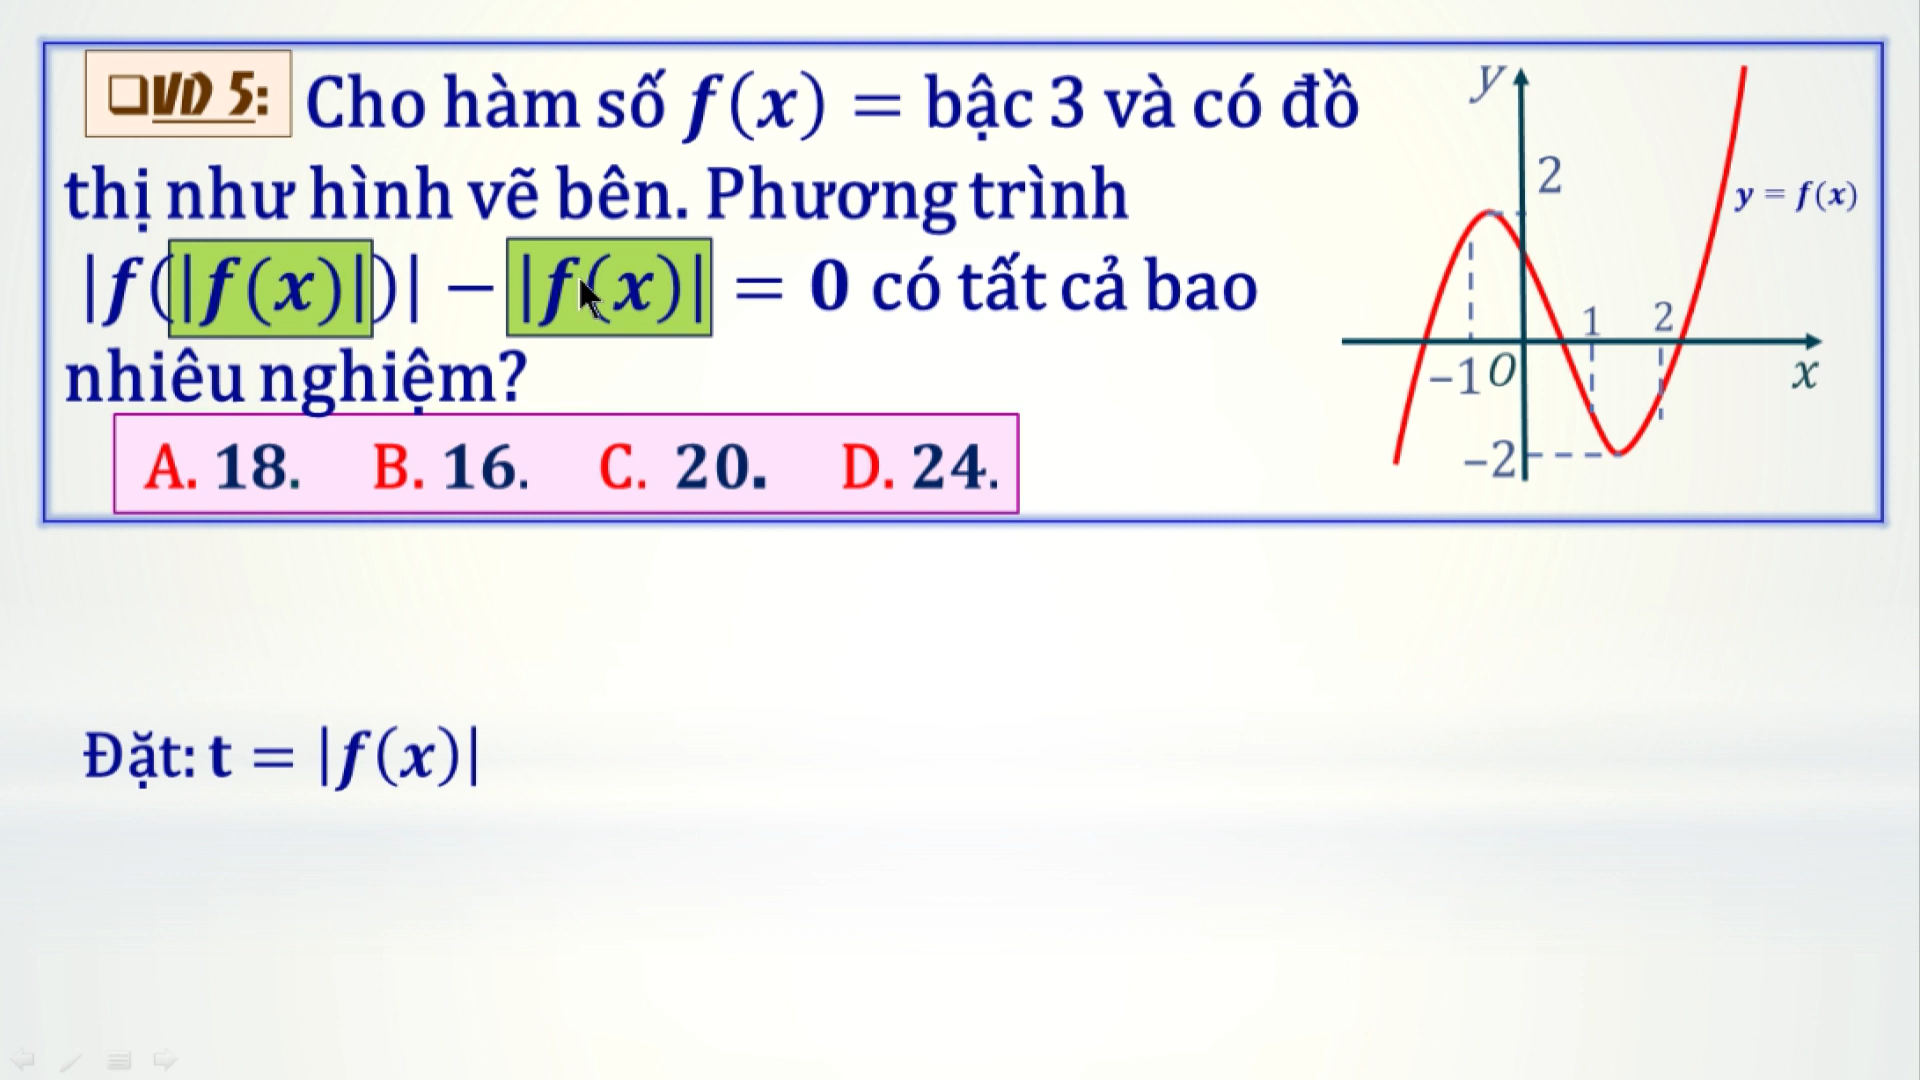 ❑VD 5: Cho hàm số f(x) = bậc 3 và có đồ
thị như hình vẽ bên. Phương trình
|f(|f(x)|)| − |f(x)| = 0 có tất cả bao
nhiêu nghiệm?
A. 18. B. 16. C. 20. D. 24.
y
2
y = f(x)
1
2
−1
O
x
−2
Đặt: t = |f(x)|